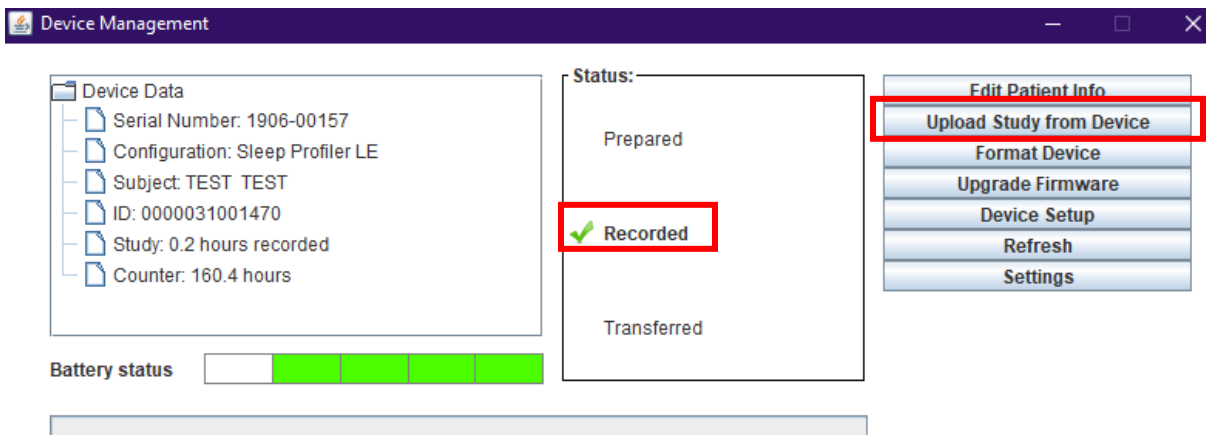 Device Management
Device Data
Serial Number: 1906-00157
Configuration: Sleep Profiler LE
Subject: TEST TEST
ID: 0000031001470
Study: 0.2 hours recorded
Counter: 160.4 hours
Battery status
Status:
Prepared
Recorded
Transferred
Edit Patient Info
Upload Study from Device
Format Device
Upgrade Firmware
Device Setup
Refresh
Settings